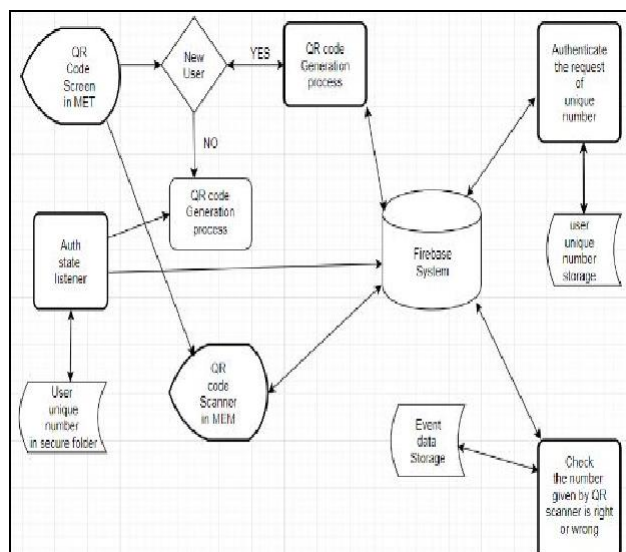 QR
Code
Screen
in MET
New
User
YES
QR code
Generation
process
Authenticate
the request
of
unique
number
NO
QR code
Generation
process
user
unique
number
storage
Auth
state
listener
Firebase
System
QR
code
Scanner
in MEM
User
unique
number
in secure folder
Event
data
Storage
Check
the number
given by QR
scanner is right
or wrong